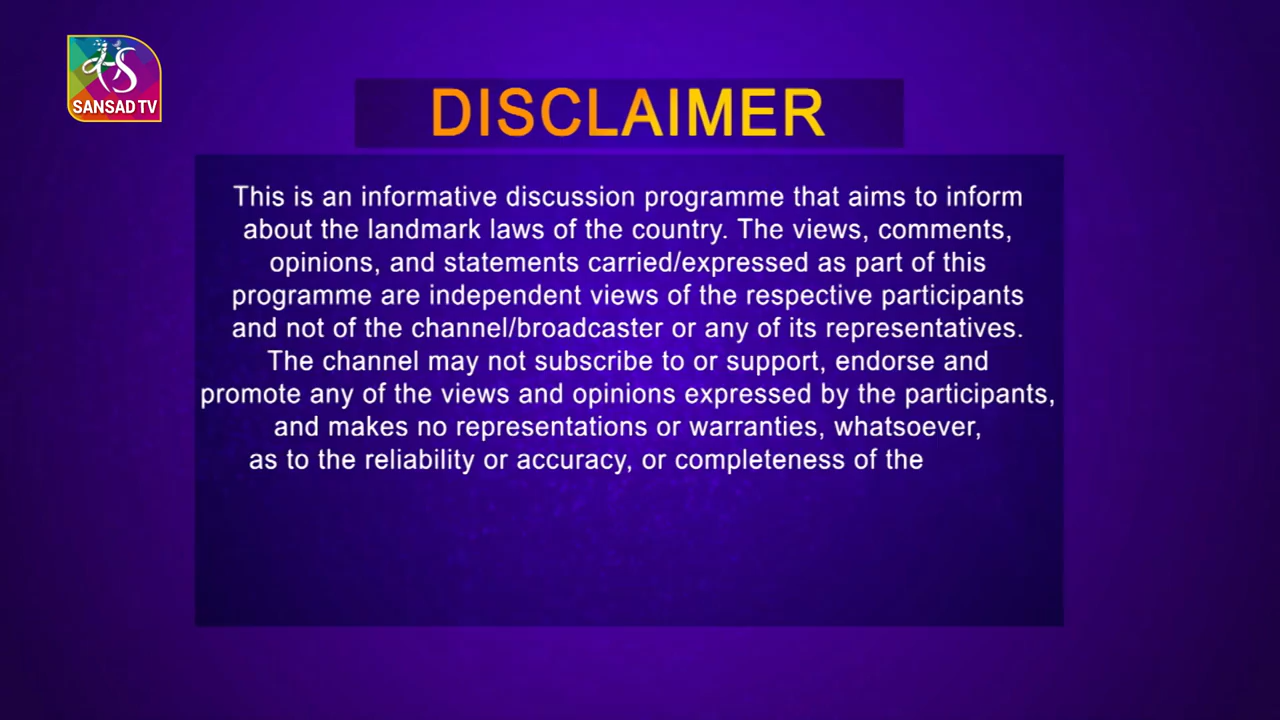 SANSAD TV
DISCLAIMER
This is an informative discussion programme that aims to inform
about the landmark laws of the country. The views, comments,
opinions, and statements carried/expressed as part of this
programme are independent views of the respective participants
and not of the channel/broadcaster or any of its representatives.
The channel may not subscribe to or support, endorse and
promote any of the views and opinions expressed by the participants,
and makes no representations or warranties, whatsoever,
as to the reliability or accuracy, or completeness of the